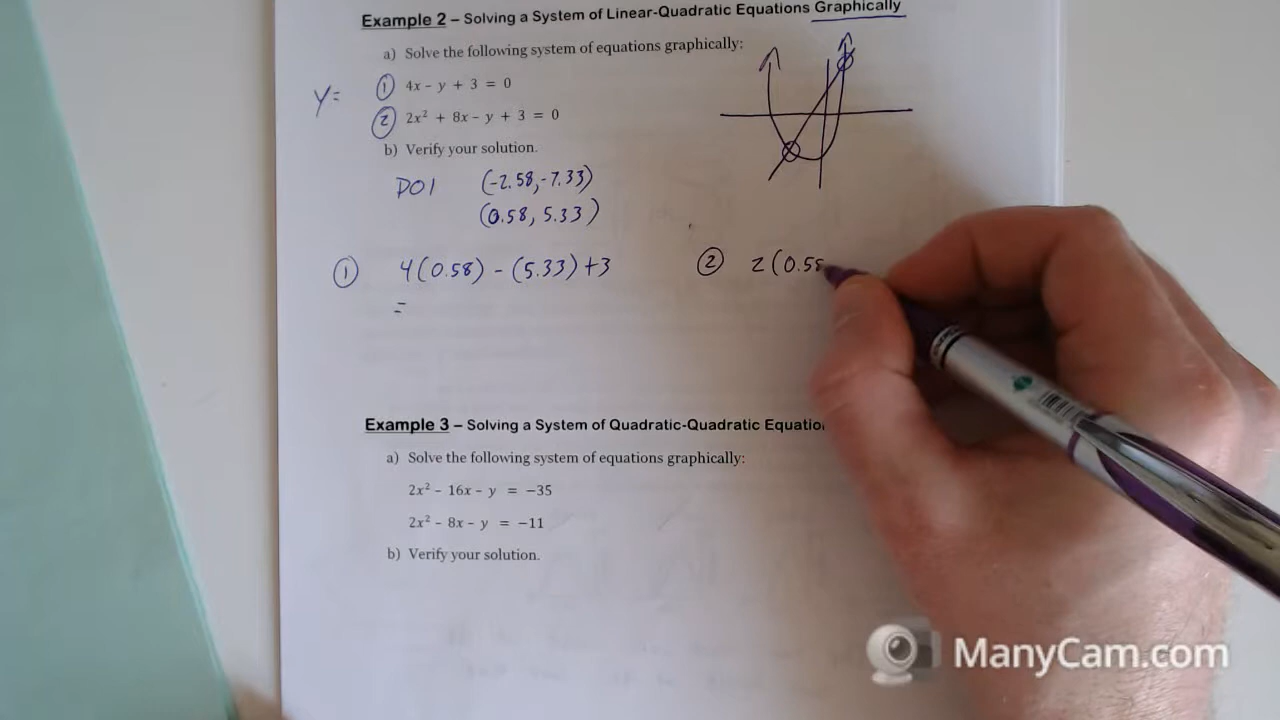 Example 2 – Solving a System of Linear-Quadratic Equations Graphically
a) Solve the following system of equations graphically:
Y= ① 4x – y + 3 = 0
② 2x² + 8x – y + 3 = 0
b) Verify your solution.
POI (-2.58, -7.33)
(0.58, 5.33)
① 4(0.58) - (5.33) + 3 ② 2(0.58
=
Example 3 – Solving a System of Quadratic-Quadratic
a) Solve the following system of equations graphically:
2x² – 16x – y = –35
2x² – 8x – y = –11
b) Verify your solution.
ManyCam.com